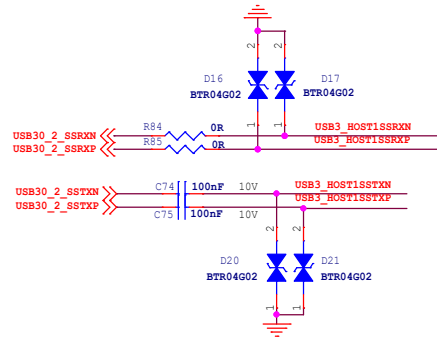 2
2
D16
D17
BTR04G02
BTR04G02
1
1
R84
0R
USB3_HOST1SSRXN
USB30_2_SSRXN
R85
USB3_HOST1SSRXP
USB30_2_SSRXP
0R
USB30_2_SSTXN
C74
100nF
10V
USB3_HOST1SSTXN
USB3_HOST1SSTXP
USB30_2_SSTXP
C75
100nF
10V
2
2
D20
D21
BTR04G02
BTR04G02
1
1